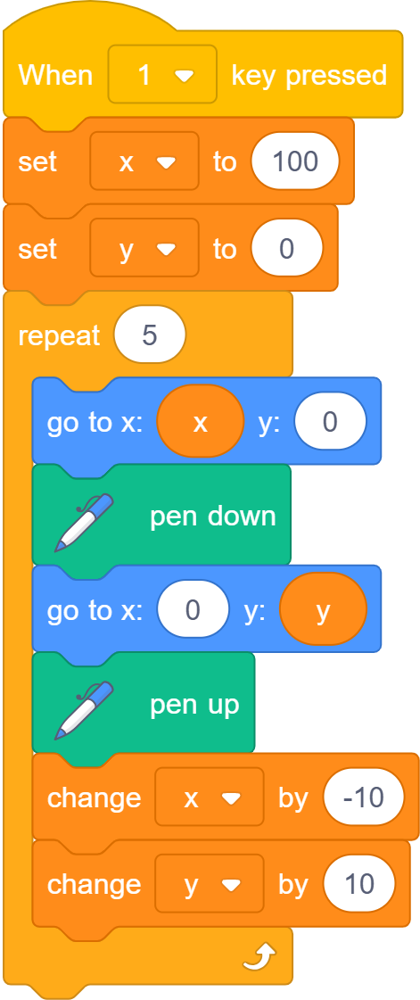 When 1 key pressed
set x to 100
set y to 0
repeat 5
go to x: x y: 0
pen down
go to x: 0 y: y
pen up
change x by -10
change y by 10